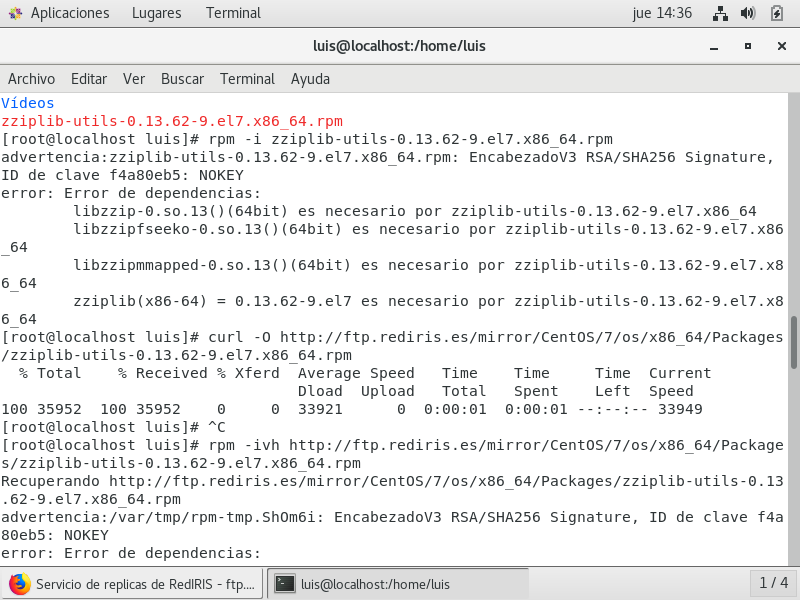 Aplicaciones Lugares Terminal jue 14:36
luis@localhost:/home/luis
Archivo Editar Ver Buscar Terminal Ayuda
Vídeos
zziplib-utils-0.13.62-9.el7.x86_64.rpm
[root@localhost luis]# rpm -i zziplib-utils-0.13.62-9.el7.x86_64.rpm
advertencia:zziplib-utils-0.13.62-9.el7.x86_64.rpm: EncabezadoV3 RSA/SHA256 Signature,
ID de clave f4a80eb5: NOKEY
error: Error de dependencias:
libzzip-0.so.13()(64bit) es necesario por zziplib-utils-0.13.62-9.el7.x86_64
libzzipfseeko-0.so.13()(64bit) es necesario por zziplib-utils-0.13.62-9.el7.x86
_64
libzzipmmapped-0.so.13()(64bit) es necesario por zziplib-utils-0.13.62-9.el7.x8
6_64
zziplib(x86-64) = 0.13.62-9.el7 es necesario por zziplib-utils-0.13.62-9.el7.x8
6_64
[root@localhost luis]# curl -O http://ftp.rediris.es/mirror/CentOS/7/os/x86_64/Packages
/zziplib-utils-0.13.62-9.el7.x86_64.rpm
% Total % Received % Xferd Average Speed Time Time Time Current
Dload Upload Total Spent Left Speed
100 35952 100 35952 0 0 33921 0 0:00:01 0:00:01 --:--:-- 33949
[root@localhost luis]# ^C
[root@localhost luis]# rpm -ivh http://ftp.rediris.es/mirror/CentOS/7/os/x86_64/Package
s/zziplib-utils-0.13.62-9.el7.x86_64.rpm
Recuperando http://ftp.rediris.es/mirror/CentOS/7/os/x86_64/Packages/zziplib-utils-0.13
.62-9.el7.x86_64.rpm
advertencia:/var/tmp/rpm-tmp.ShOm6i: EncabezadoV3 RSA/SHA256 Signature, ID de clave f4a
80eb5: NOKEY
error: Error de dependencias:
Servicio de replicas de RedIRIS - ftp.... luis@localhost:/home/luis 1 / 4